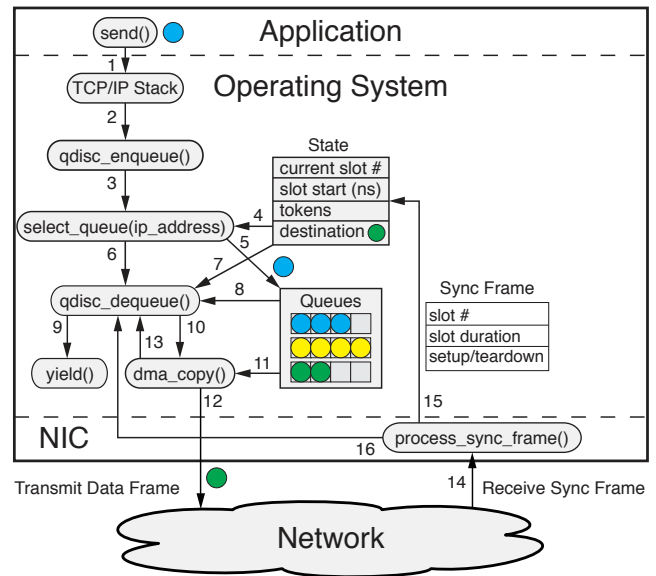 send()
Application
1
TCP/IP Stack
Operating System
2
qdisc_enqueue()
State
current slot #
slot start (ns)
tokens
destination
3
4
select_queue(ip_address)
5
6
7
qdisc_dequeue()
8
Queues
Sync Frame
slot #
slot duration
setup/teardown
9
13
10
11
yield()
dma_copy()
12
15
NIC
16
process_sync_frame()
Transmit Data Frame
14
Receive Sync Frame
Network